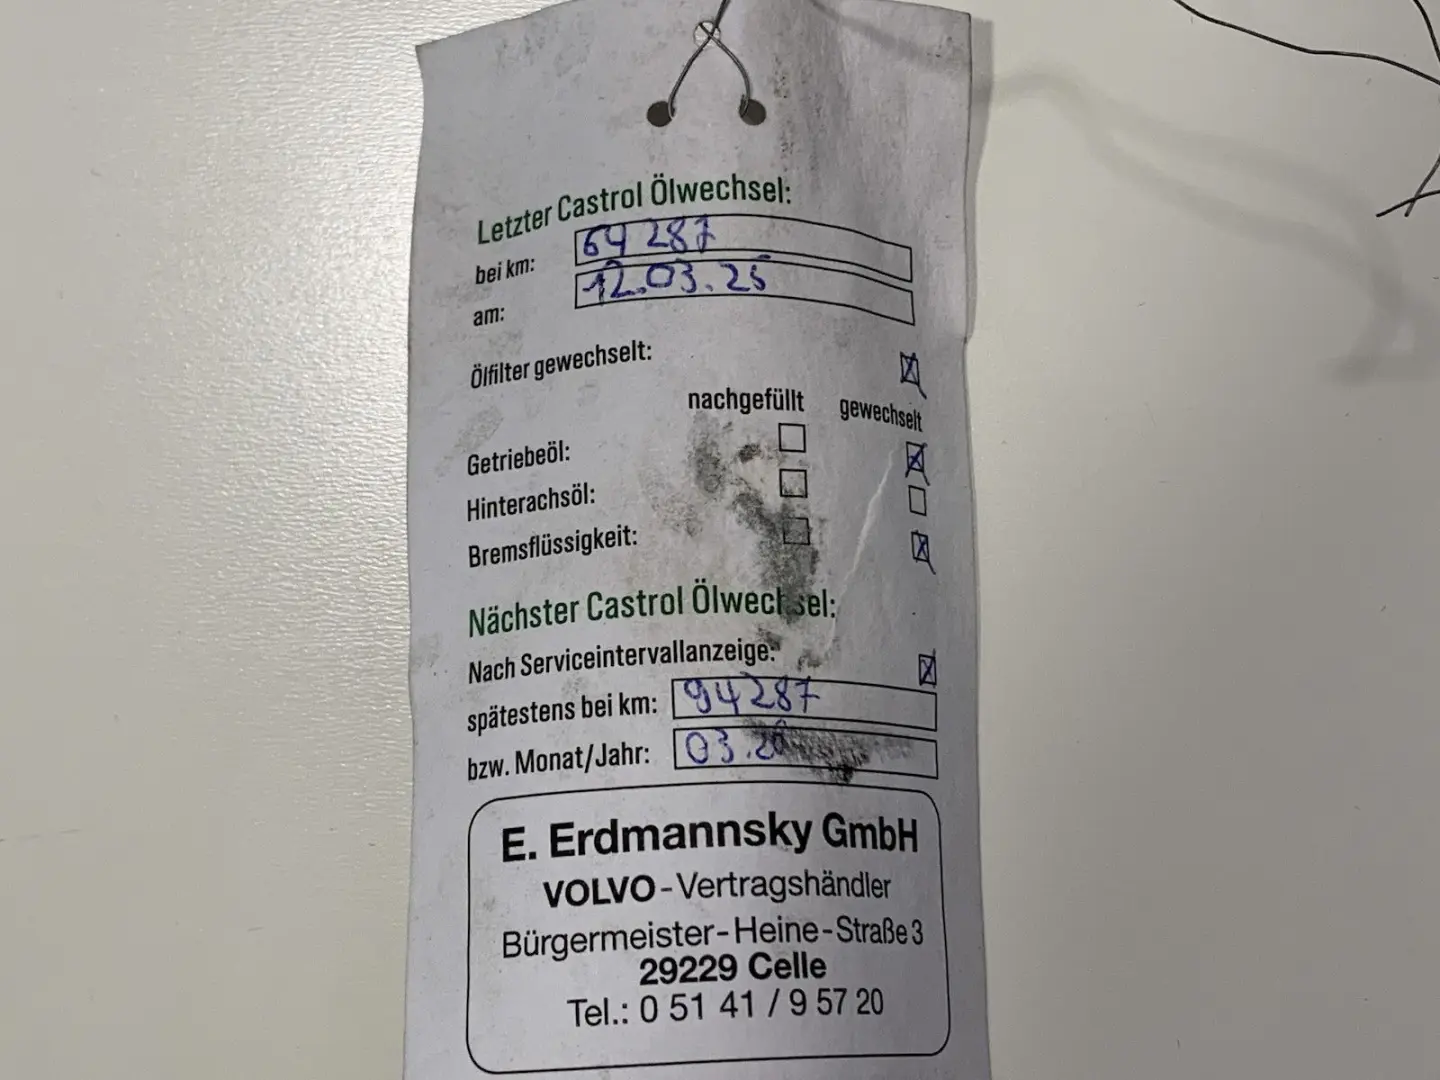 Letzter Castrol Ölwechsel:
bei km: 64 287
am: 12.03.25
Ölfilter gewechselt:
nachgefüllt gewechselt
Getriebeöl:
Hinterachsöl:
Bremsflüssigkeit:
Nächster Castrol Ölwechsel:
Nach Serviceintervallanzeige:
spätestens bei km: 94287
bzw. Monat/Jahr:
E. Erdmannsky GmbH
VOLVO-Vertragshändler
Bürgermeister-Heine-Straße 3
29229 Celle
Tel.: 0 51 41 / 9 57 20